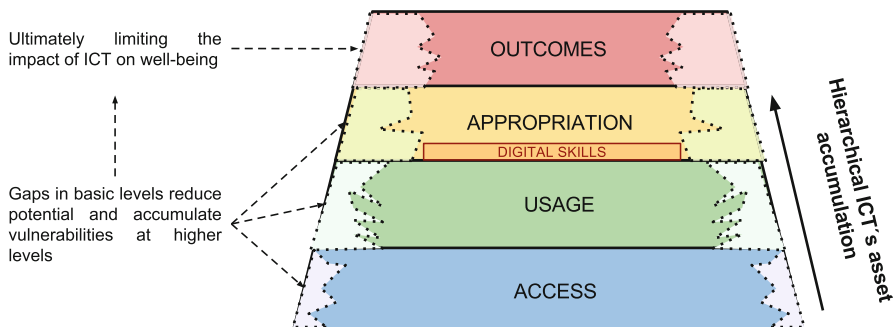 Ultimately limiting the
impact of ICT on well-being
Gaps in basic levels reduce
potential and accumulate
vulnerabilities at higher
levels
OUTCOMES
APPROPRIATION
DIGITAL SKILLS
USAGE
ACCESS
Hierarchical ICT´s asset
accumulation